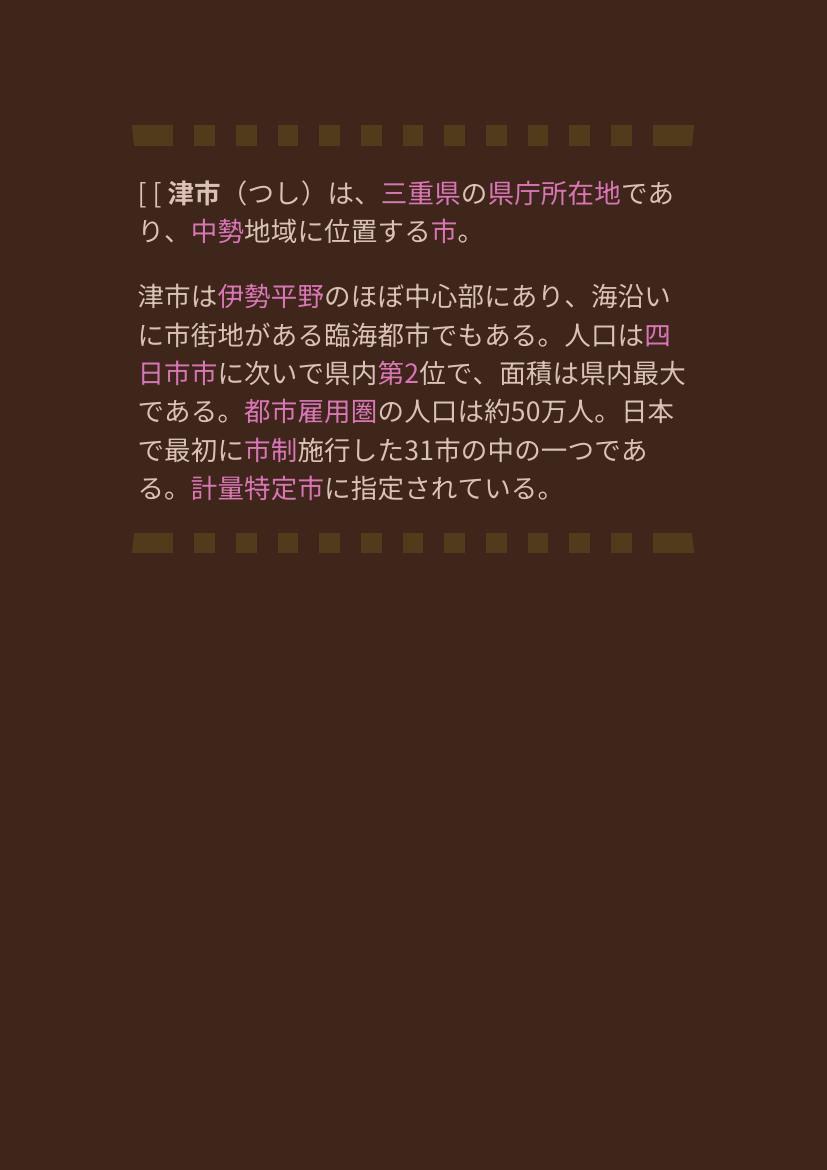 [ [ 津市（つし）は、三重県の県庁所在地であ
り、中勢地域に位置する市。
津市は伊勢平野のほぼ中心部にあり、海沿い
に市街地がある臨海都市でもある。人口は四
日市市に次いで県内第2位で、面積は県内最大
である。都市雇用圏の人口は約50万人。日本
で最初に市制施行した31市の中の一つであ
る。計量特定市に指定されている。